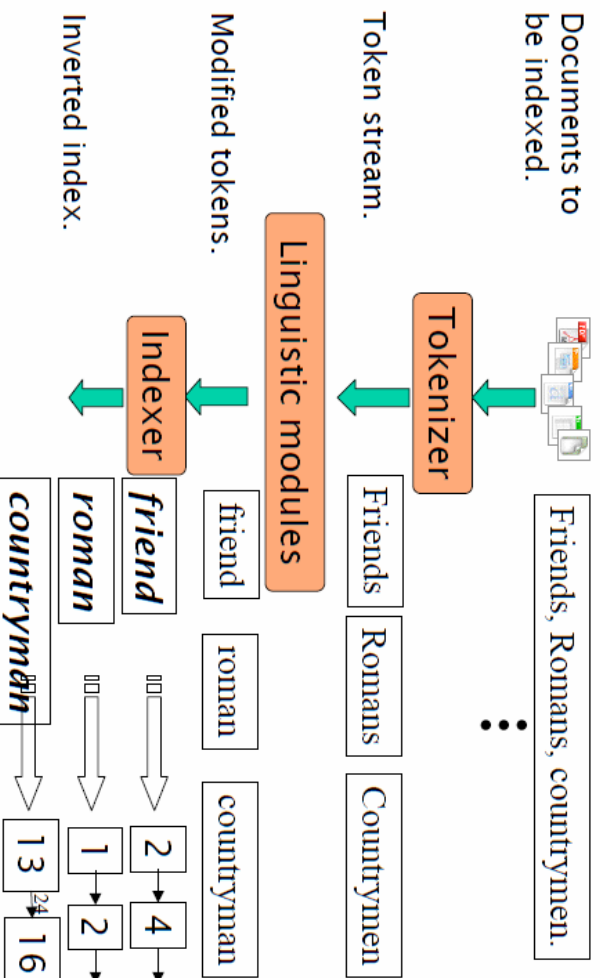 Documents to
be indexed.
Friends, Romans, countrymen.
Tokenizer
Token stream.
Friends
Romans
Countrymen
Linguistic modules
Modified tokens.
friend
roman
countryman
Indexer
Inverted index.
friend
2
4
roman
1
2
countryman
13
16
24